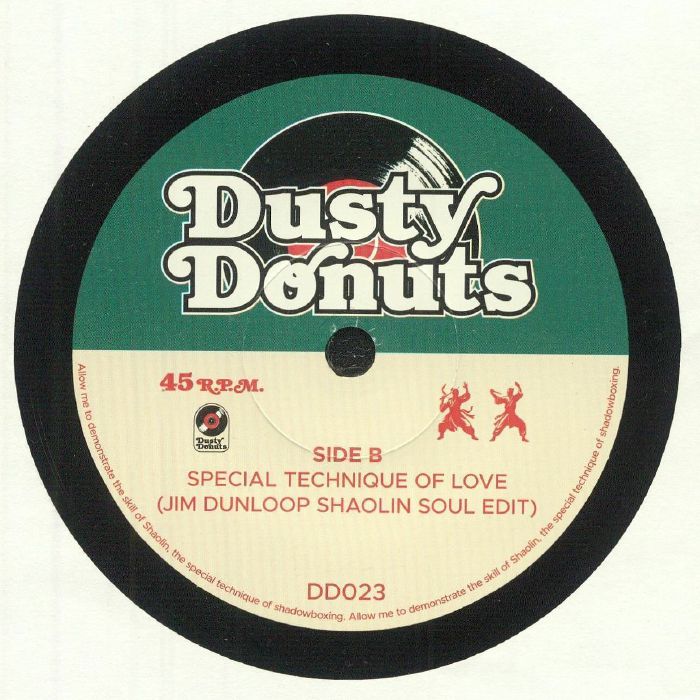 Dusty
Donuts
45 R.P.M.
Dusty
Donuts
SIDE B
SPECIAL TECHNIQUE OF LOVE
(JIM DUNLOOP SHAOLIN SOUL EDIT)
DD023
Allow me to demonstrate the skill of Shaolin, the special technique of shadowboxing. Allow me to demonstrate the skill of Shaolin, the special technique of shadowboxing.